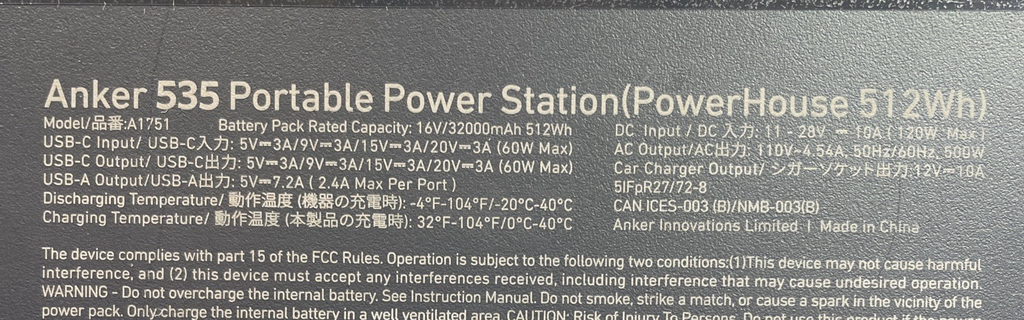 Anker 535 Portable Power Station(PowerHouse 512Wh)
Model/品番:A1751 Battery Pack Rated Capacity: 16V/32000mAh 512Wh
USB-C Input/ USB-C入力: 5V⎓3A/9V⎓3A/15V⎓3A/20V⎓3A (60W Max)
USB-C Output/ USB-C出力: 5V⎓3A/9V⎓3A/15V⎓3A/20V⎓3A (60W Max)
USB-A Output/USB-A出力: 5V⎓7.2A ( 2.4A Max Per Port )
Discharging Temperature/ 動作温度 (機器の充電時): -4°F-104°F/-20°C-40°C
Charging Temperature/ 動作温度 (本製品の充電時): 32°F-104°F/0°C-40°C
DC Input / DC 入力: 11 - 28V ⎓ 10A ( 120W Max )
AC Output/AC出力: 110V~4.54A, 50Hz/60Hz, 500W
Car Charger Output/ シガーソケット出力:12V⎓10A
5IFpR27/72-8
CAN ICES-003 (B)/NMB-003(B)
Anker Innovations Limited | Made in China
The device complies with part 15 of the FCC Rules. Operation is subject to the following two conditions:(1)This device may not cause harmful
interference, and (2) this device must accept any interferences received, including interference that may cause undesired operation.
WARNING - Do not overcharge the internal battery. See Instruction Manual. Do not smoke, strike a match, or cause a spark in the vicinity of the
power pack. Only charge the internal battery in a well ventilated area. CAUTION: Risk of Injury To Persons. Do not use this product if the power